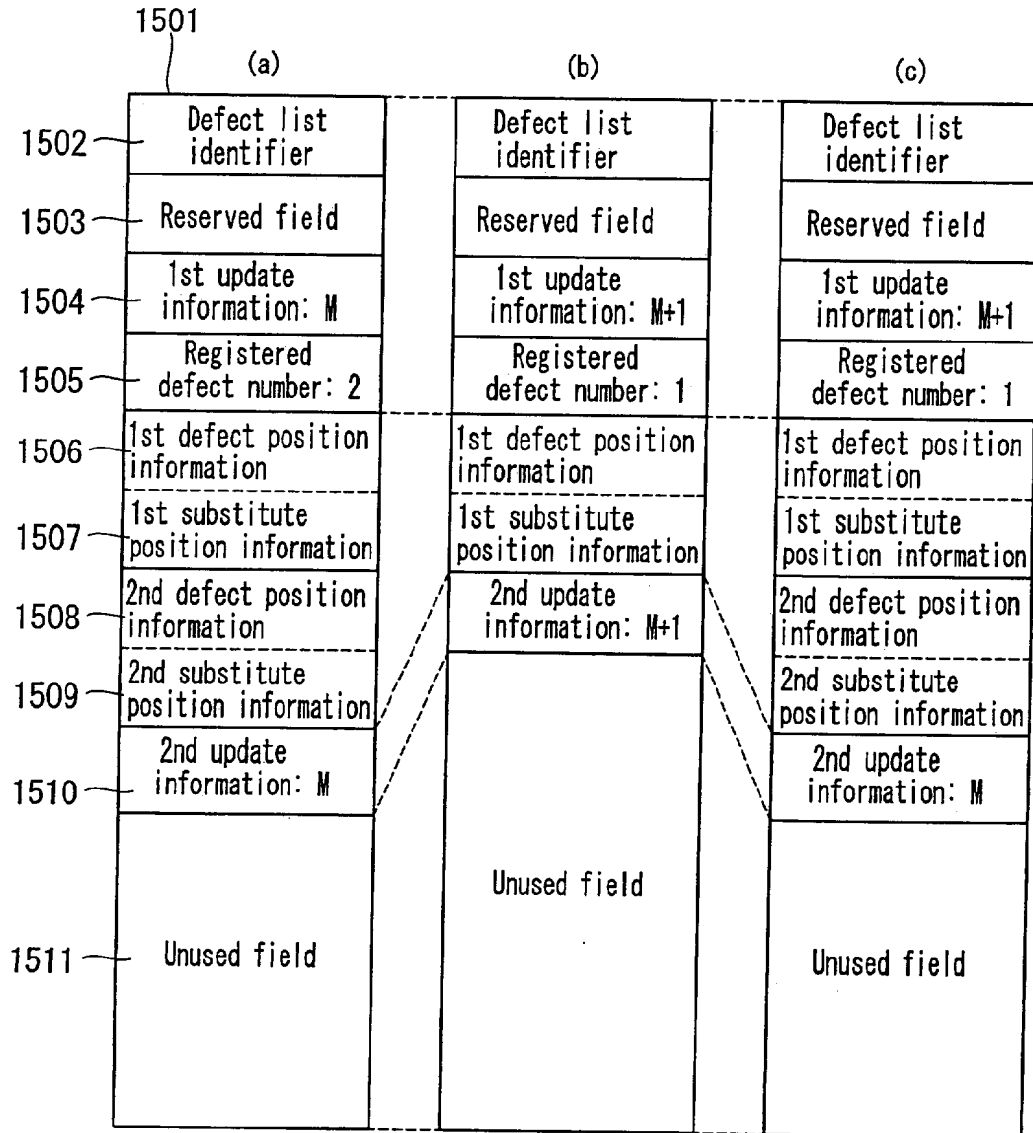 1501
(a)
(b)
(c)
1502
Defect list
identifier
Defect list
identifier
Defect list
identifier
1503
Reserved field
Reserved field
Reserved field
1504
1st update
information: M
1st update
information: M+1
1st update
information: M+1
1505
Registered
defect number: 2
Registered
defect number: 1
Registered
defect number: 1
1506
1st defect position
information
1st defect position
information
1st defect position
information
1507
1st substitute
position information
1st substitute
position information
1st substitute
position information
1508
2nd defect position
information
2nd update
information: M+1
2nd defect position
information
1509
2nd substitute
position information
2nd substitute
position information
1510
2nd update
information: M
2nd update
information: M
1511
Unused field
Unused field
Unused field